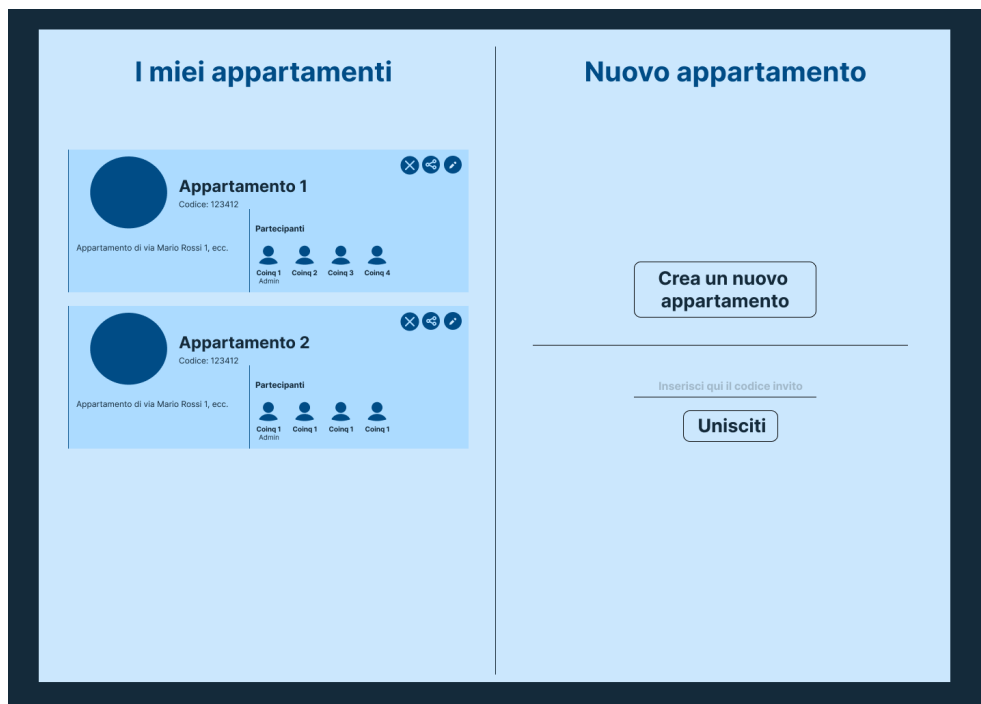 I miei appartamenti
Appartamento 1
Codice: 123412
Partecipanti
Appartamento di via Mario Rossi 1, ecc.
Coinq 1 Coinq 2 Coinq 3 Coinq 4
Admin
Appartamento 2
Codice: 123412
Partecipanti
Appartamento di via Mario Rossi 1, ecc.
Coinq 1 Coinq 1 Coinq 1 Coinq 1
Admin
Nuovo appartamento
Crea un nuovo
appartamento
Inserisci qui il codice invito
Unisciti